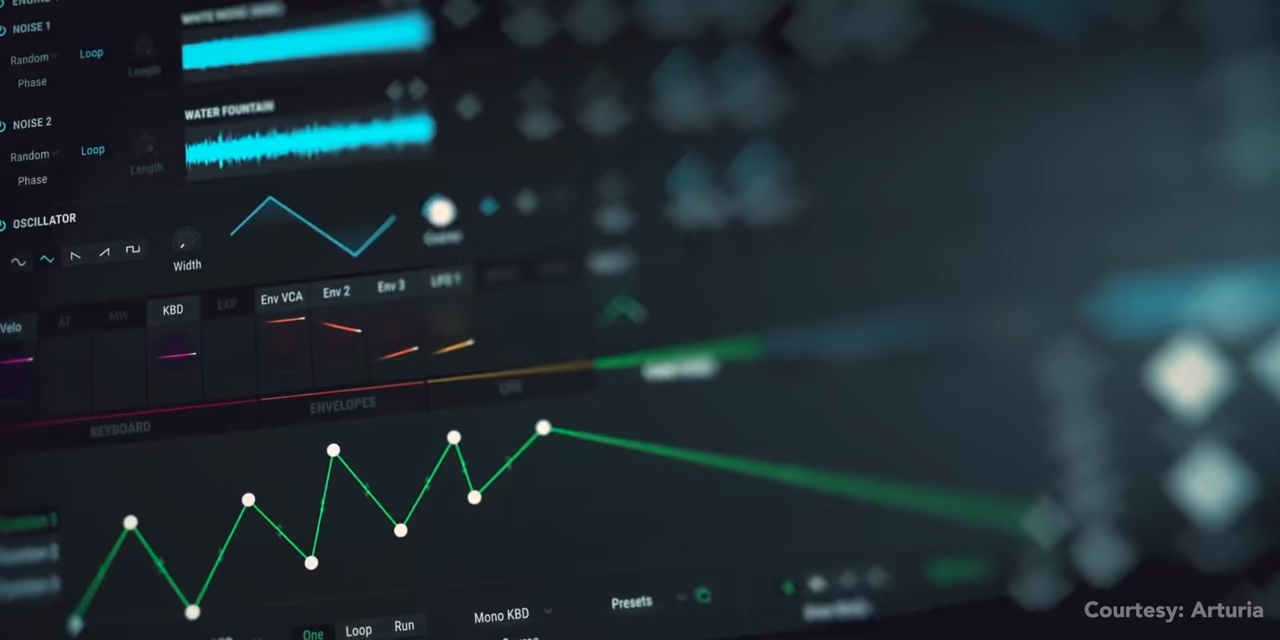 NOISE 1
Random
Loop
Length
Phase
WATER FOUNTAIN
NOISE 2
Random
Loop
Length
Phase
OSCILLATOR
Width
Velo
AT
MW
KBD
EXP
Env VCA
Env 2
Env 3
LFO 1
KEYBOARD
ENVELOPES
LFO
One
Loop
Run
Mono KBD
Presets
Courtesy: Arturia